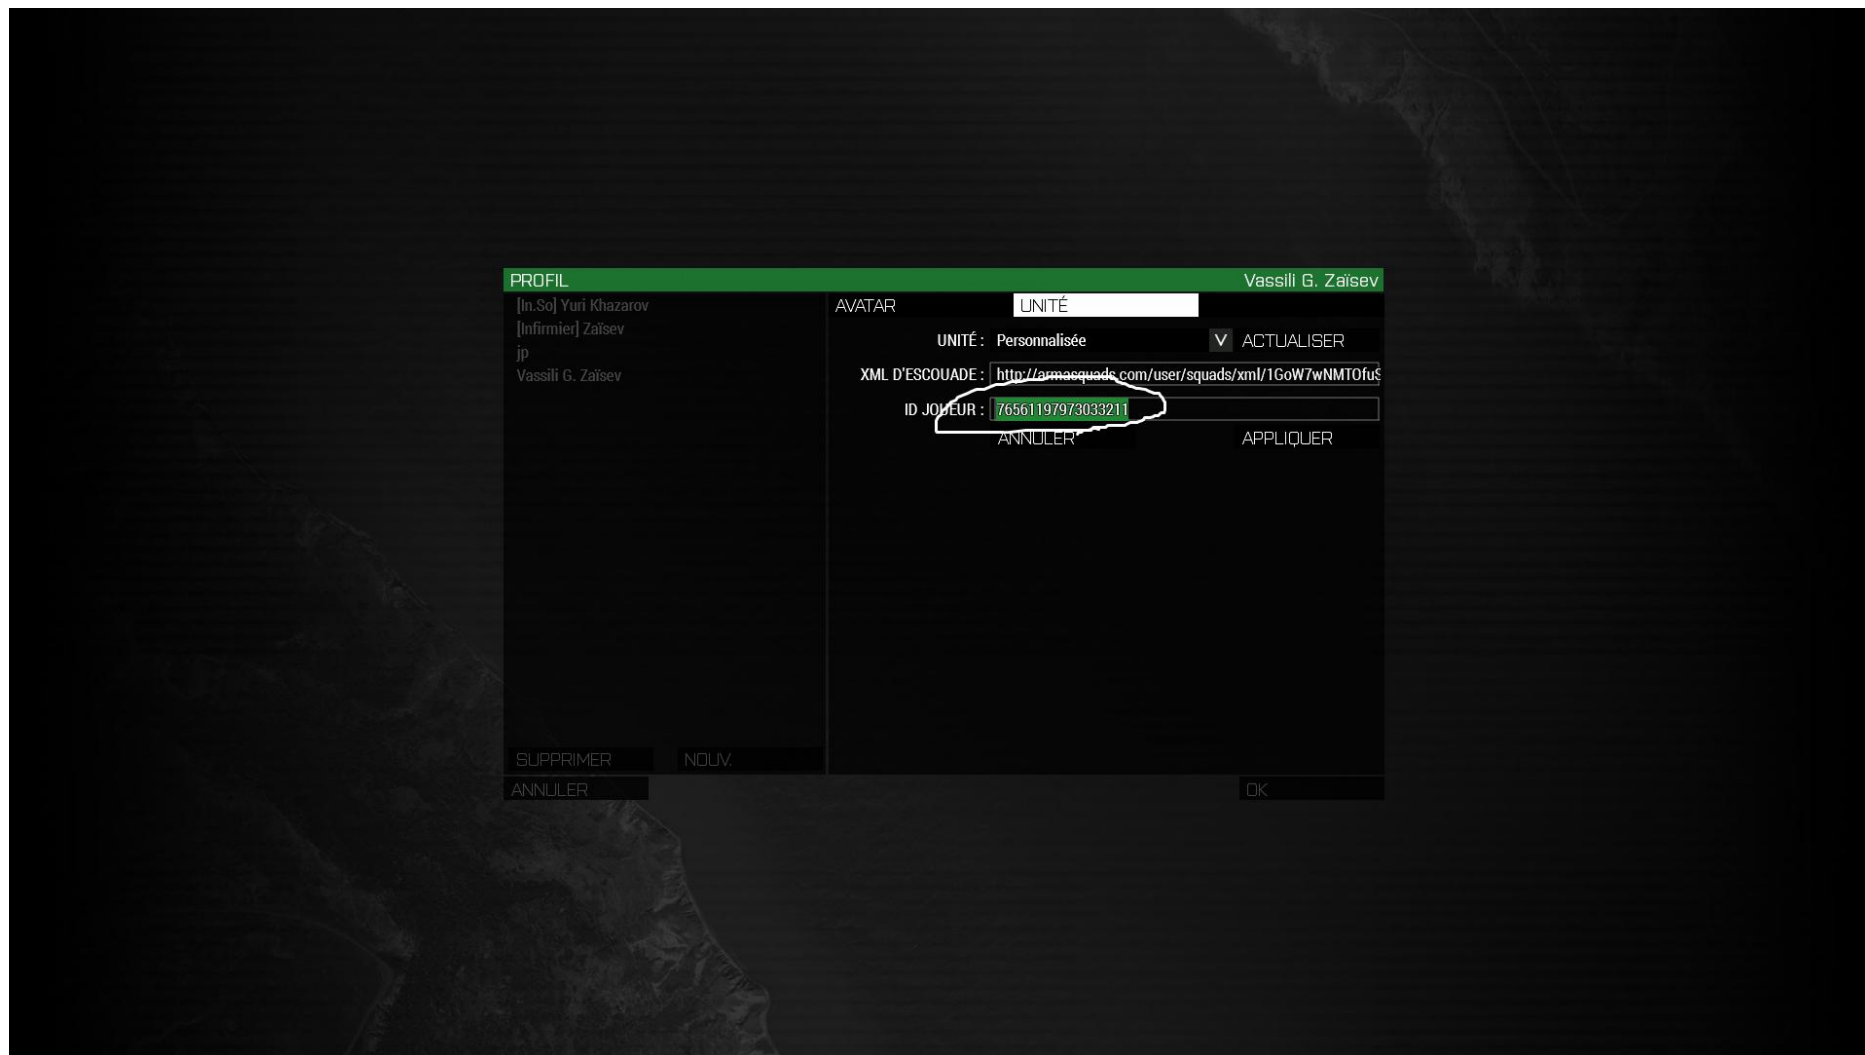 PROFIL Vassili G. Zaïsev
[In.So] Yuri Khazarov
[Infirmier] Zaïsev
jp
Vassili G. Zaïsev
AVATAR UNITÉ
UNITÉ : Personnalisée V ACTUALISER
XML D'ESCOUADE : http://armasquads.com/user/squads/xml/1GoW7wNMTOfuS
ID JOUEUR : 76561197973033211
ANNULER APPLIQUER
SUPPRIMER NOUV.
ANNULER OK